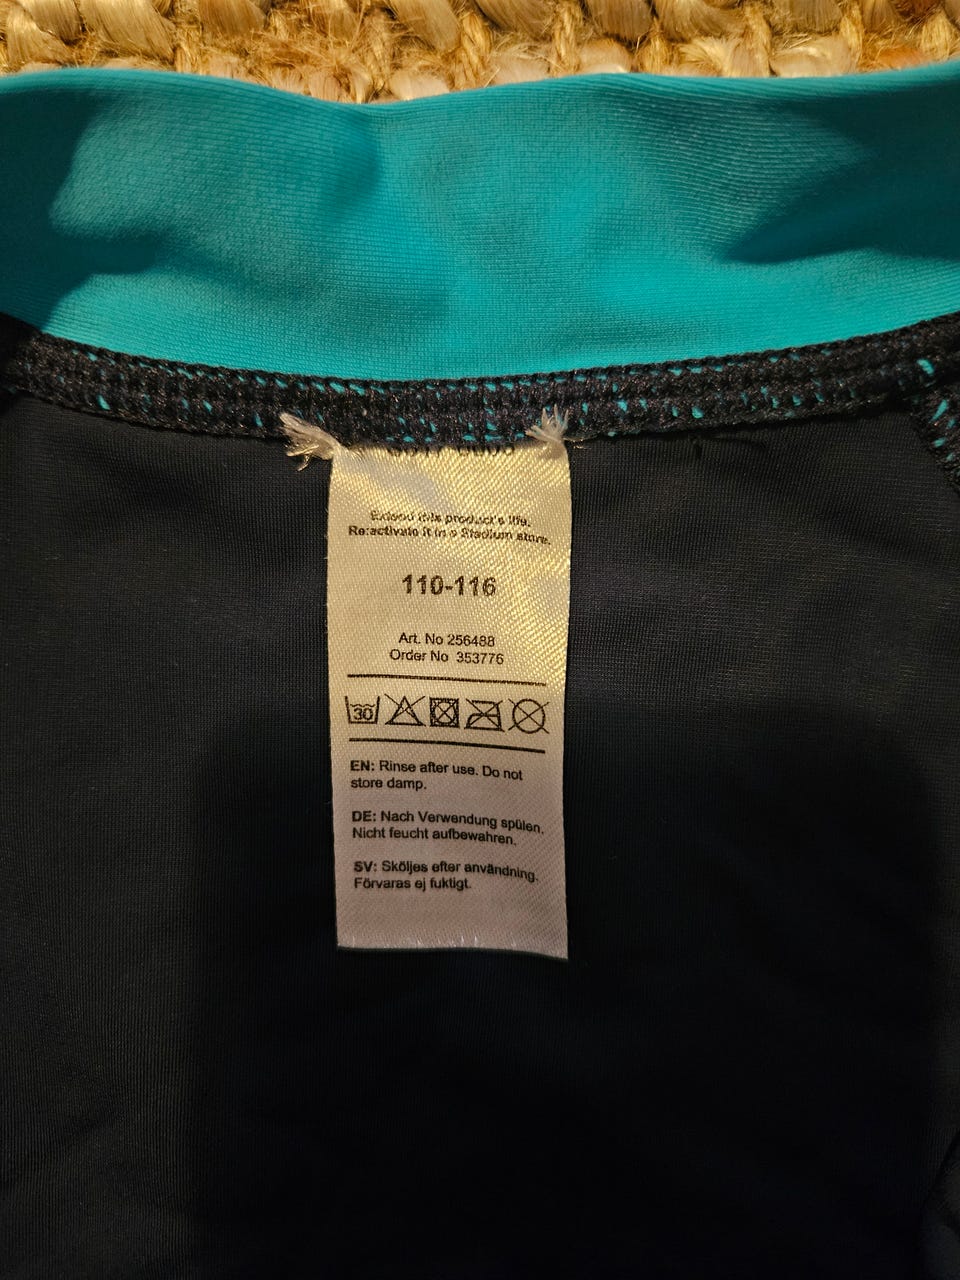 Extend this product's life.
Re:activate it in a Stadium store.
110-116
Art. No 256488
Order No 353776
30
EN: Rinse after use. Do not
store damp.
DE: Nach Verwendung spülen.
Nicht feucht aufbewahren.
SV: Sköljes efter användning.
Förvaras ej fuktigt.